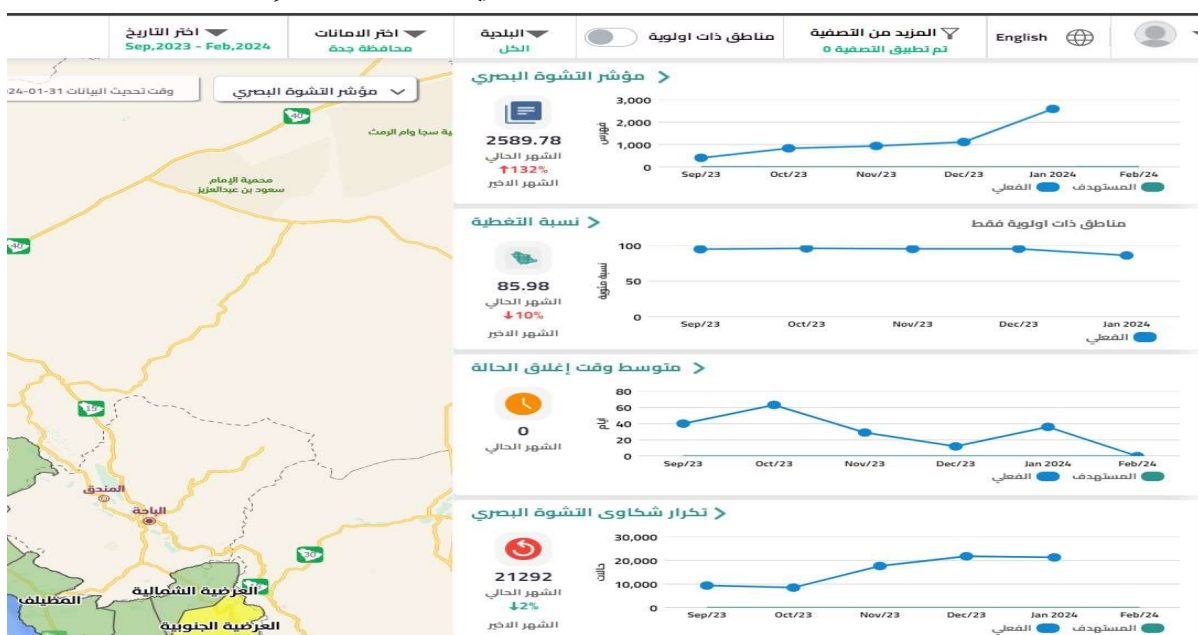 English
المزيد من التصفية
تم تطبيق التصفية 0
مناطق ذات اولوية
البلدية
الكل
اختر الامانات
محافظة جدة
اختر التاريخ
Sep,2023 - Feb,2024
مؤشر التشوة البصري
2589.78
الشهر الحالي
↑132%
الشهر الاخير
فهرس
3,000
2,000
1,000
0
Sep/23 Oct/23 Nov/23 Dec/23 Jan 2024 Feb/24
المستهدف الفعلي
نسبة التغطية
مناطق ذات اولوية فقط
85.98
الشهر الحالي
↓10%
الشهر الاخير
نسبة مئوية
100
50
0
Sep/23 Oct/23 Nov/23 Dec/23 Jan 2024
الفعلي
متوسط وقت إغلاق الحالة
0
الشهر الحالي
ايام
80
60
40
20
0
Sep/23 Oct/23 Nov/23 Dec/23 Jan 2024 Feb/24
المستهدف الفعلي
تكرار شكاوى التشوة البصري
21292
الشهر الحالي
↓2%
الشهر الاخير
حالات
30,000
20,000
10,000
0
Sep/23 Oct/23 Nov/23 Dec/23 Jan 2024 Feb/24
المستهدف الفعلي
مؤشر التشوة البصري
وقت تحديث البيانات 24-01-31
40
ية سجا وام الرمث
محمية الإمام
سعود بن عبدالعزيز
40
15
المندق
الباحة
30
العرضية الشمالية
المظيلف
العرضية الجنوبية